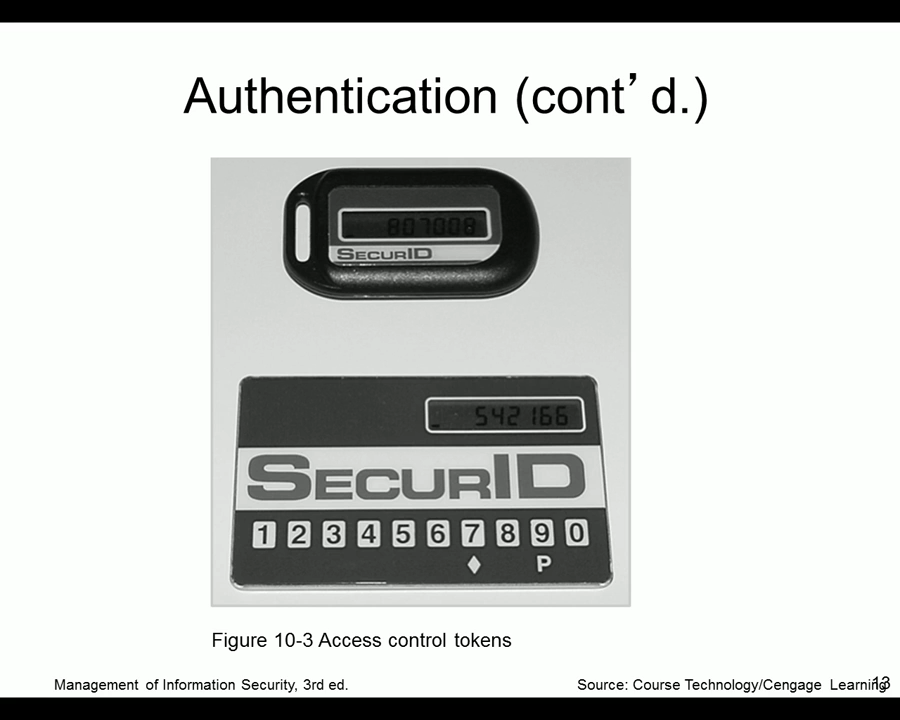 Authentication (cont’d.)
807008
SECURID
542166
SECURID
1 2 3 4 5 6 7 8 9 0
♦ P
Figure 10-3 Access control tokens
Management of Information Security, 3rd ed.
Source: Course Technology/Cengage Learning
13